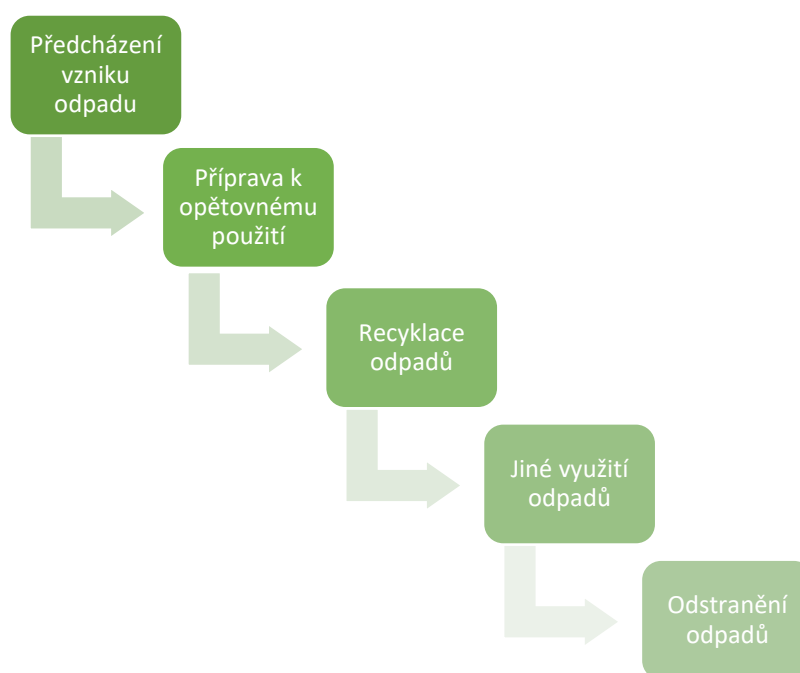 Předcházení
vzniku
odpadu
Příprava k
opětovnému
použití
Recyklace
odpadů
Jiné využití
odpadů
Odstranění
odpadů